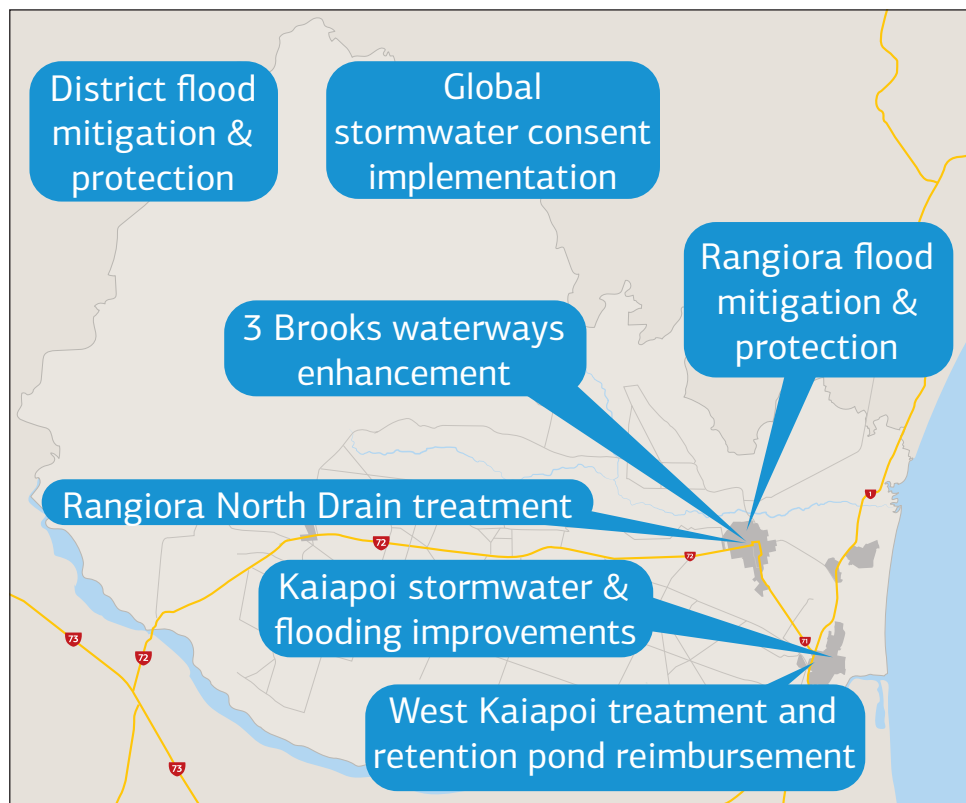 District flood
mitigation &
protection
Global
stormwater consent
implementation
Rangiora flood
mitigation &
protection
3 Brooks waterways
enhancement
1
Rangiora North Drain treatment
72
72
Kaiapoi stormwater &
flooding improvements
73
72
71
West Kaiapoi treatment and
retention pond reimbursement
73